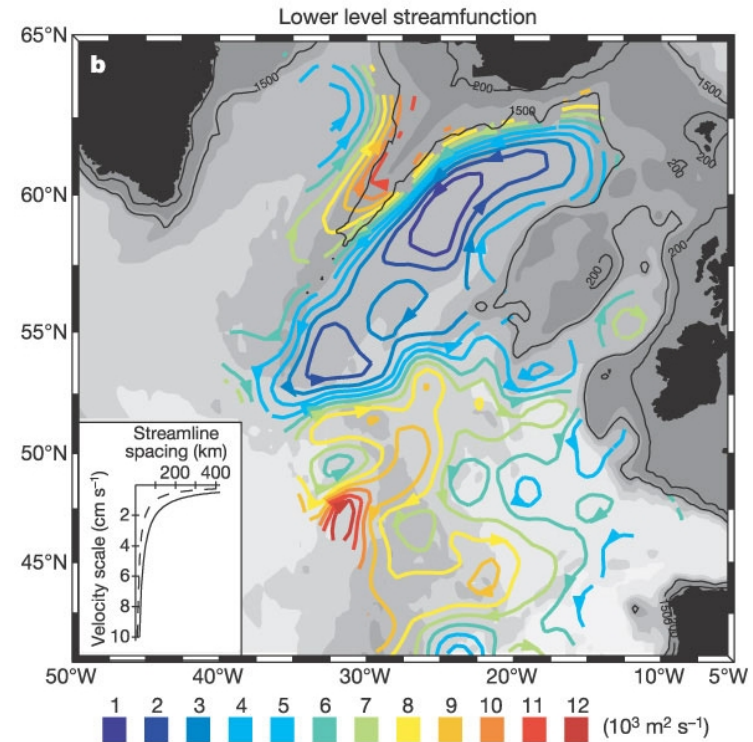 Lower level streamfunction
65°N
b
1500
200
1500
1500
200
200
60°N
200
200
55°N
50°N
Streamline
spacing (km)
200 400
Velocity scale (cm s⁻¹)
2
4
6
8
10
45°N
50°W 40°W 30°W 20°W 10°W 5°W
1 2 3 4 5 6 7 8 9 10 11 12 (10³ m² s⁻¹)